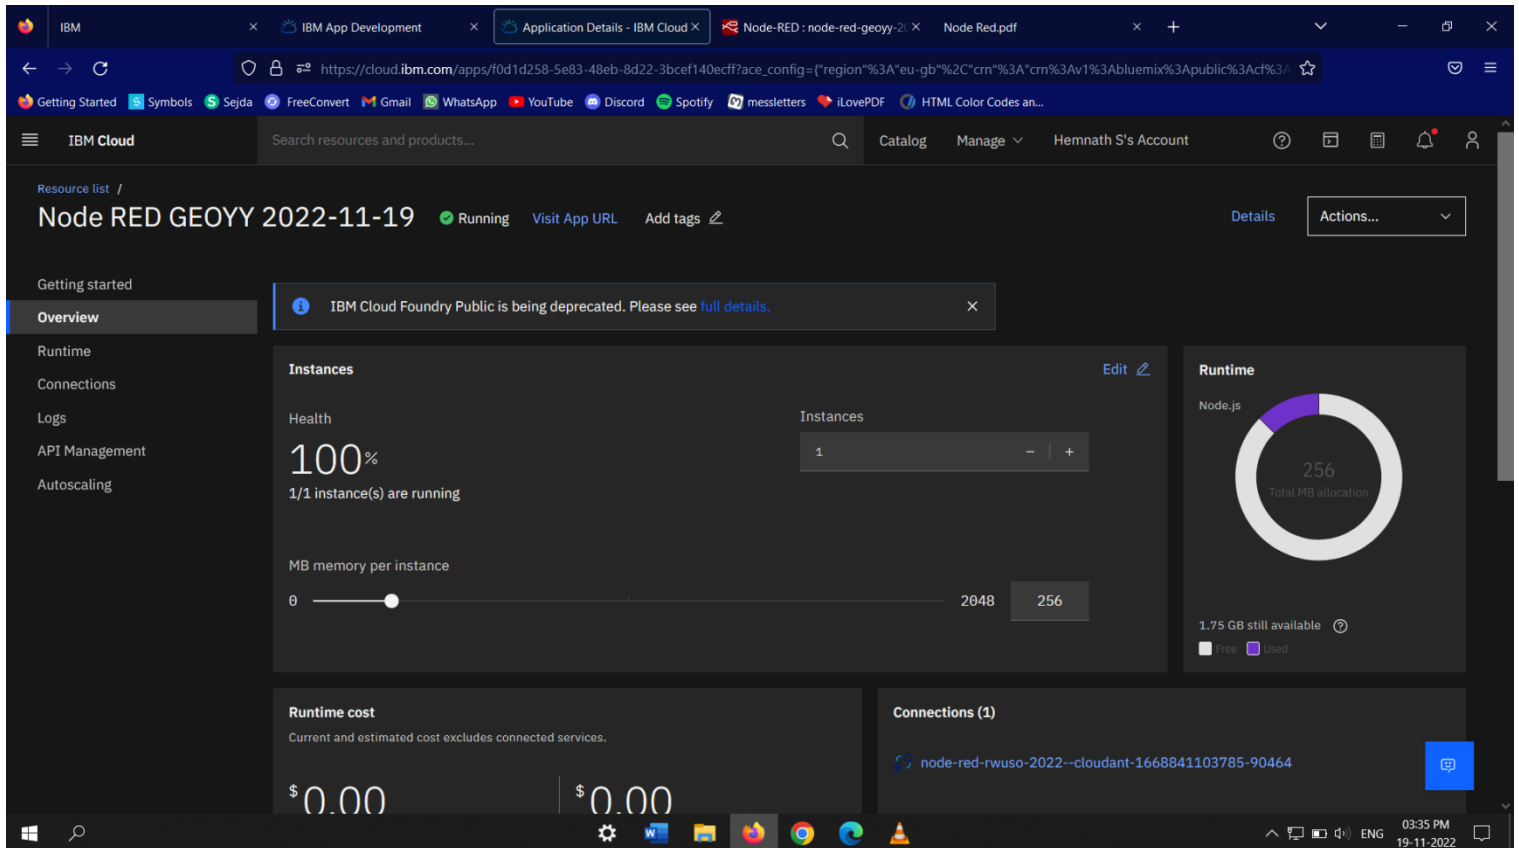 IBM
IBM App Development
Application Details - IBM Cloud
Node-RED : node-red-geoyy-20
Node Red.pdf
https://cloud.ibm.com/apps/f0d1d258-5e83-48eb-8d22-3bcef140ecff?ace_config={"region"%3A"eu-gb"%2C"crn"%3A"crn%3Av1%3Abluemix%3Apublic%3Acf%3A
Getting Started
Symbols
Sejda
FreeConvert
Gmail
WhatsApp
YouTube
Discord
Spotify
messletters
iLovePDF
HTML Color Codes an...
IBM Cloud
Search resources and products...
Catalog
Manage
Hemnath S's Account
Resource list /
Node RED GEOYY 2022-11-19
Running
Visit App URL
Add tags
Details
Actions...
Getting started
Overview
Runtime
Connections
Logs
API Management
Autoscaling
IBM Cloud Foundry Public is being deprecated. Please see full details.
Instances
Edit
Health
100%
1/1 instance(s) are running
Instances
1
MB memory per instance
0
2048
256
Runtime
Node.js
256
Total MB allocation
1.75 GB still available
Free
Used
Runtime cost
Current and estimated cost excludes connected services.
$0.00
$0.00
Connections (1)
node-red-rwuso-2022--cloudant-1668841103785-90464
ENG
03:35 PM
19-11-2022